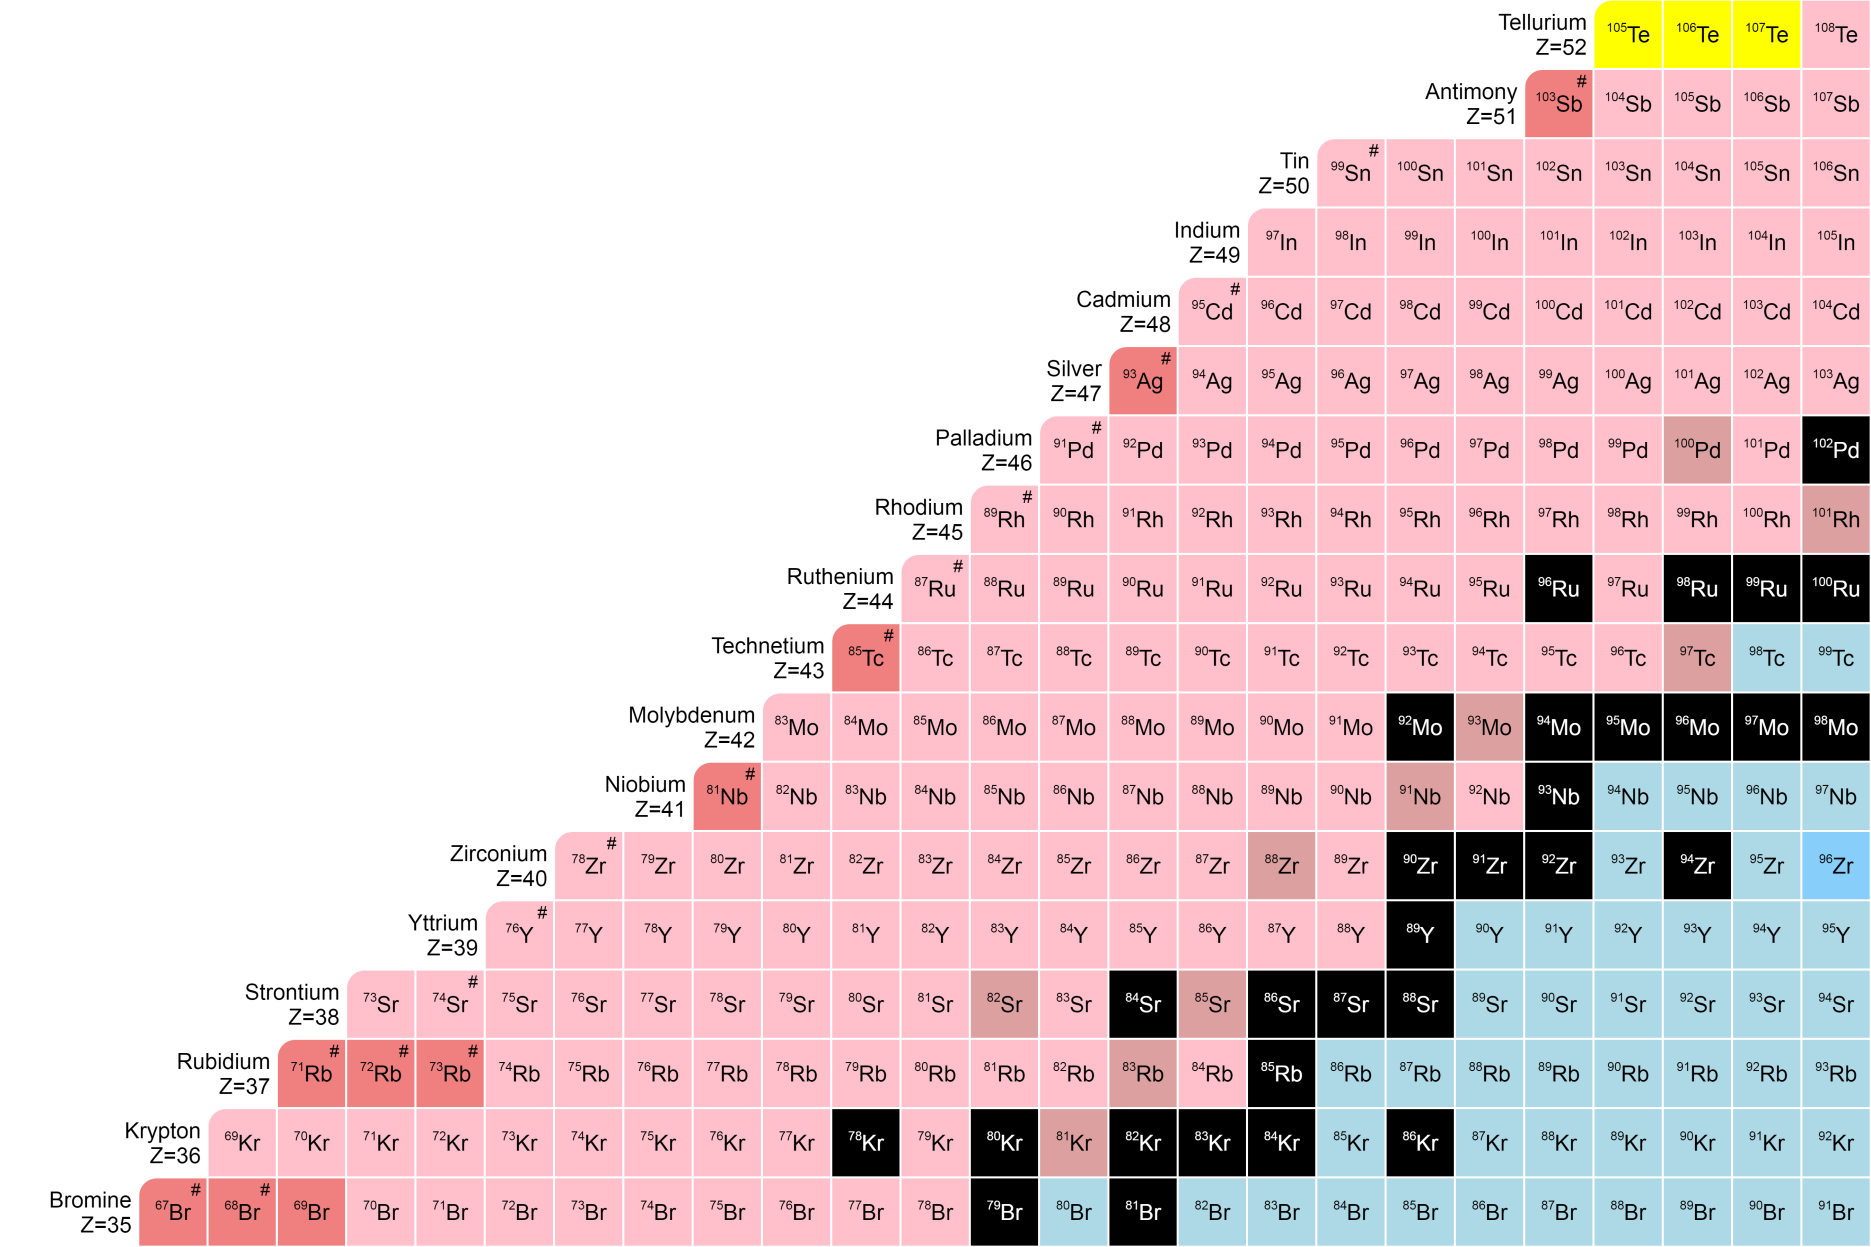 Tellurium
Z=52 105Te 106Te 107Te 108Te
Antimony #
Z=51 103Sb 104Sb 105Sb 106Sb 107Sb
Tin #
Z=50 99Sn 100Sn 101Sn 102Sn 103Sn 104Sn 105Sn 106Sn
Indium
Z=49 97In 98In 99In 100In 101In 102In 103In 104In 105In
Cadmium #
Z=48 95Cd 96Cd 97Cd 98Cd 99Cd 100Cd 101Cd 102Cd 103Cd 104Cd
Silver #
Z=47 93Ag 94Ag 95Ag 96Ag 97Ag 98Ag 99Ag 100Ag 101Ag 102Ag 103Ag
Palladium #
Z=46 91Pd 92Pd 93Pd 94Pd 95Pd 96Pd 97Pd 98Pd 99Pd 100Pd 101Pd 102Pd
Rhodium #
Z=45 89Rh 90Rh 91Rh 92Rh 93Rh 94Rh 95Rh 96Rh 97Rh 98Rh 99Rh 100Rh 101Rh
Ruthenium #
Z=44 87Ru 88Ru 89Ru 90Ru 91Ru 92Ru 93Ru 94Ru 95Ru 96Ru 97Ru 98Ru 99Ru 100Ru
Technetium #
Z=43 85Tc 86Tc 87Tc 88Tc 89Tc 90Tc 91Tc 92Tc 93Tc 94Tc 95Tc 96Tc 97Tc 98Tc 99Tc
Molybdenum
Z=42 83Mo 84Mo 85Mo 86Mo 87Mo 88Mo 89Mo 90Mo 91Mo 92Mo 93Mo 94Mo 95Mo 96Mo 97Mo 98Mo
Niobium #
Z=41 81Nb 82Nb 83Nb 84Nb 85Nb 86Nb 87Nb 88Nb 89Nb 90Nb 91Nb 92Nb 93Nb 94Nb 95Nb 96Nb 97Nb
Zirconium #
Z=40 78Zr 79Zr 80Zr 81Zr 82Zr 83Zr 84Zr 85Zr 86Zr 87Zr 88Zr 89Zr 90Zr 91Zr 92Zr 93Zr 94Zr 95Zr 96Zr
Yttrium #
Z=39 76Y 77Y 78Y 79Y 80Y 81Y 82Y 83Y 84Y 85Y 86Y 87Y 88Y 89Y 90Y 91Y 92Y 93Y 94Y 95Y
Strontium #
Z=38 73Sr 74Sr 75Sr 76Sr 77Sr 78Sr 79Sr 80Sr 81Sr 82Sr 83Sr 84Sr 85Sr 86Sr 87Sr 88Sr 89Sr 90Sr 91Sr 92Sr 93Sr 94Sr
Rubidium # # #
Z=37 71Rb 72Rb 73Rb 74Rb 75Rb 76Rb 77Rb 78Rb 79Rb 80Rb 81Rb 82Rb 83Rb 84Rb 85Rb 86Rb 87Rb 88Rb 89Rb 90Rb 91Rb 92Rb 93Rb
Krypton
Z=36 69Kr 70Kr 71Kr 72Kr 73Kr 74Kr 75Kr 76Kr 77Kr 78Kr 79Kr 80Kr 81Kr 82Kr 83Kr 84Kr 85Kr 86Kr 87Kr 88Kr 89Kr 90Kr 91Kr 92Kr
Bromine # #
Z=35 67Br 68Br 69Br 70Br 71Br 72Br 73Br 74Br 75Br 76Br 77Br 78Br 79Br 80Br 81Br 82Br 83Br 84Br 85Br 86Br 87Br 88Br 89Br 90Br 91Br